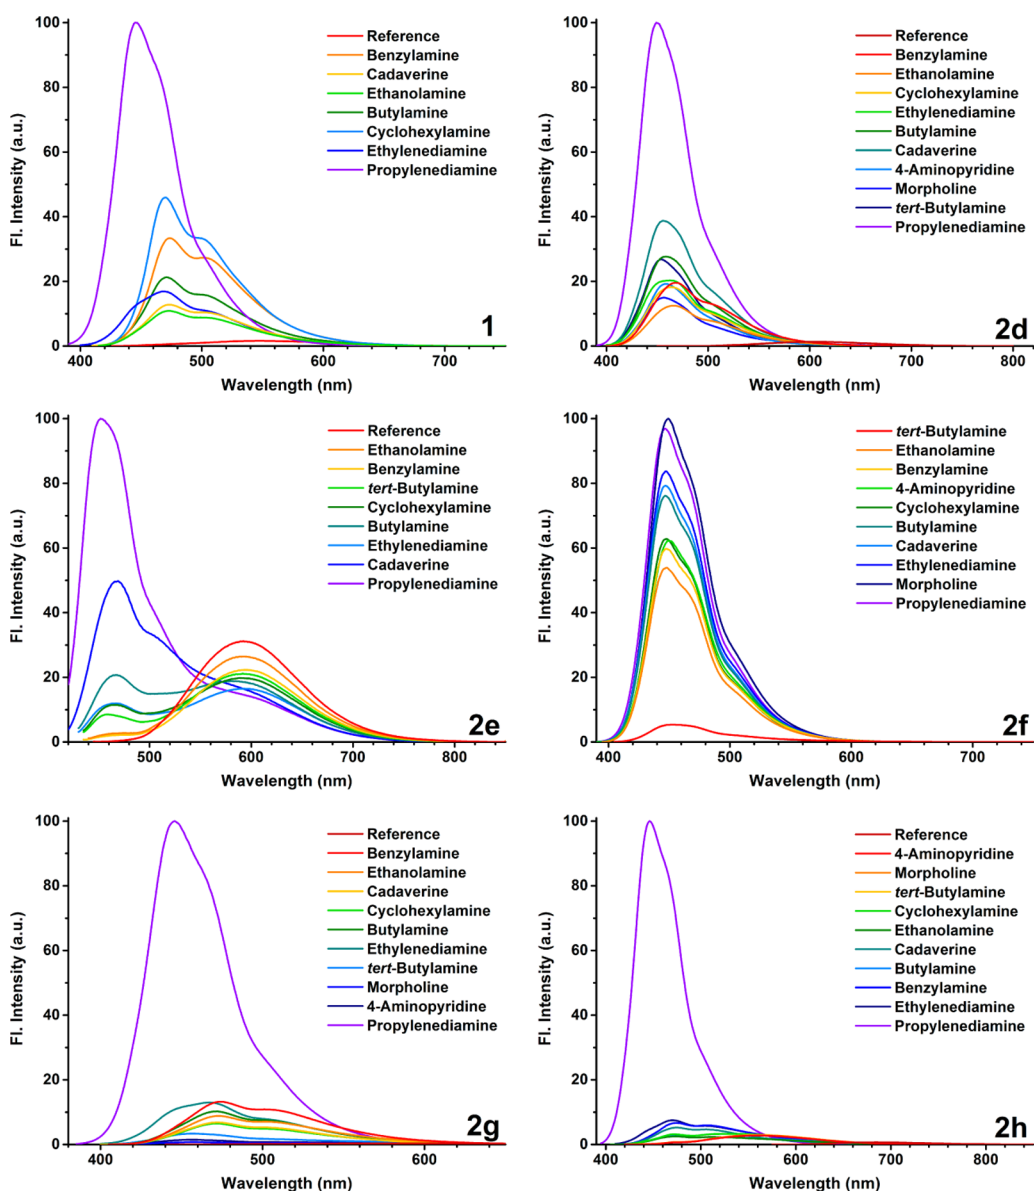 100
80
60
40
20
0
Fl. Intensity (a.u.)
Reference
Benzylamine
Cadaverine
Ethanolamine
Butylamine
Cyclohexylamine
Ethylenediamine
Propylenediamine
1
400 500 600 700
Wavelength (nm)
100
80
60
40
20
0
Fl. Intensity (a.u.)
Reference
Benzylamine
Ethanolamine
Cyclohexylamine
Ethylenediamine
Butylamine
Cadaverine
4-Aminopyridine
Morpholine
tert-Butylamine
Propylenediamine
2d
400 500 600 700 800
Wavelength (nm)
100
80
60
40
20
0
Fl. Intensity (a.u.)
Reference
Ethanolamine
Benzylamine
tert-Butylamine
Cyclohexylamine
Butylamine
Ethylenediamine
Cadaverine
Propylenediamine
2e
500 600 700 800
Wavelength (nm)
100
80
60
40
20
0
Fl. Intensity (a.u.)
tert-Butylamine
Ethanolamine
Benzylamine
4-Aminopyridine
Cyclohexylamine
Butylamine
Cadaverine
Ethylenediamine
Morpholine
Propylenediamine
2f
400 500 600 700
Wavelength (nm)
100
80
60
40
20
0
Fl. Intensity (a.u.)
Reference
Benzylamine
Ethanolamine
Cadaverine
Cyclohexylamine
Butylamine
Ethylenediamine
tert-Butylamine
Morpholine
4-Aminopyridine
Propylenediamine
2g
400 500 600
Wavelength (nm)
100
80
60
40
20
0
Fl. Intensity (a.u.)
Reference
4-Aminopyridine
Morpholine
tert-Butylamine
Cyclohexylamine
Ethanolamine
Cadaverine
Butylamine
Benzylamine
Ethylenediamine
Propylenediamine
2h
400 500 600 700 800
Wavelength (nm)